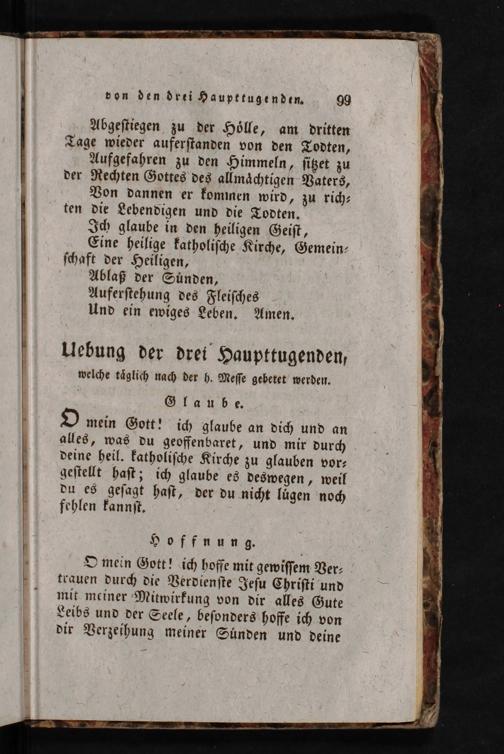 von den drei Haupttugenden. 99
Abgestiegen zu der Hölle, am dritten
Tage wieder auferstanden von den Todten,
Aufgefahren zu den Himmeln, sitzet zu
der Rechten Gottes des allmächtigen Vaters,
Von dannen er kommen wird, zu rich-
ten die Lebendigen und die Todten.
Ich glaube in den heiligen Geist,
Eine heilige katholische Kirche, Gemein-
schaft der Heiligen,
Ablaß der Sünden,
Auferstehung des Fleisches
Und ein ewiges Leben. Amen.
Uebung der drei Haupttugenden,
welche täglich nach der h. Messe gebetet werden.
Glaube.
O mein Gott! ich glaube an dich und an
alles, was du geoffenbaret, und mir durch
deine heil. katholische Kirche zu glauben vor-
gestellt hast; ich glaube es deswegen, weil
du es gesagt hast, der du nicht lügen noch
fehlen kannst.
Hoffnung.
O mein Gott! ich hoffe mit gewissem Ver-
trauen durch die Verdienste Jesu Christi und
mit meiner Mitwirkung von dir alles Gute
Leibs und der Seele, besonders hoffe ich von
dir Verzeihung meiner Sünden und deine